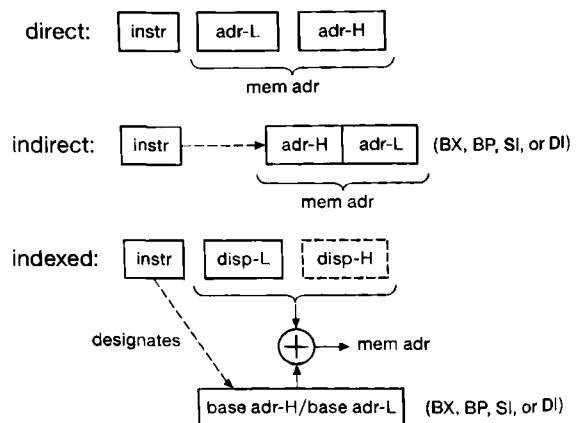 direct: instr adr-L adr-H
mem adr
indirect: instr adr-H adr-L (BX, BP, SI, or DI)
mem adr
indexed: instr disp-L disp-H
designates
+ mem adr
base adr-H/base adr-L (BX, BP, SI, or DI)